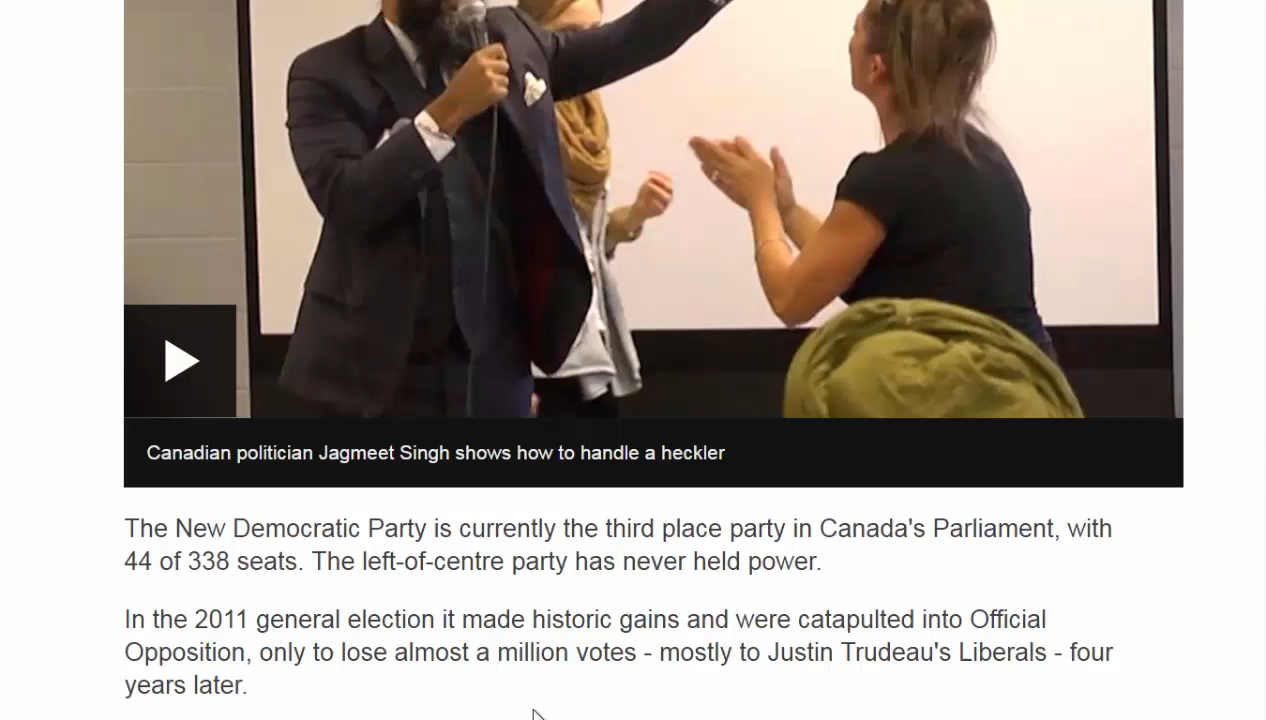 Canadian politician Jagmeet Singh shows how to handle a heckler
The New Democratic Party is currently the third place party in Canada's Parliament, with
44 of 338 seats. The left-of-centre party has never held power.
In the 2011 general election it made historic gains and were catapulted into Official
Opposition, only to lose almost a million votes - mostly to Justin Trudeau's Liberals - four
years later.